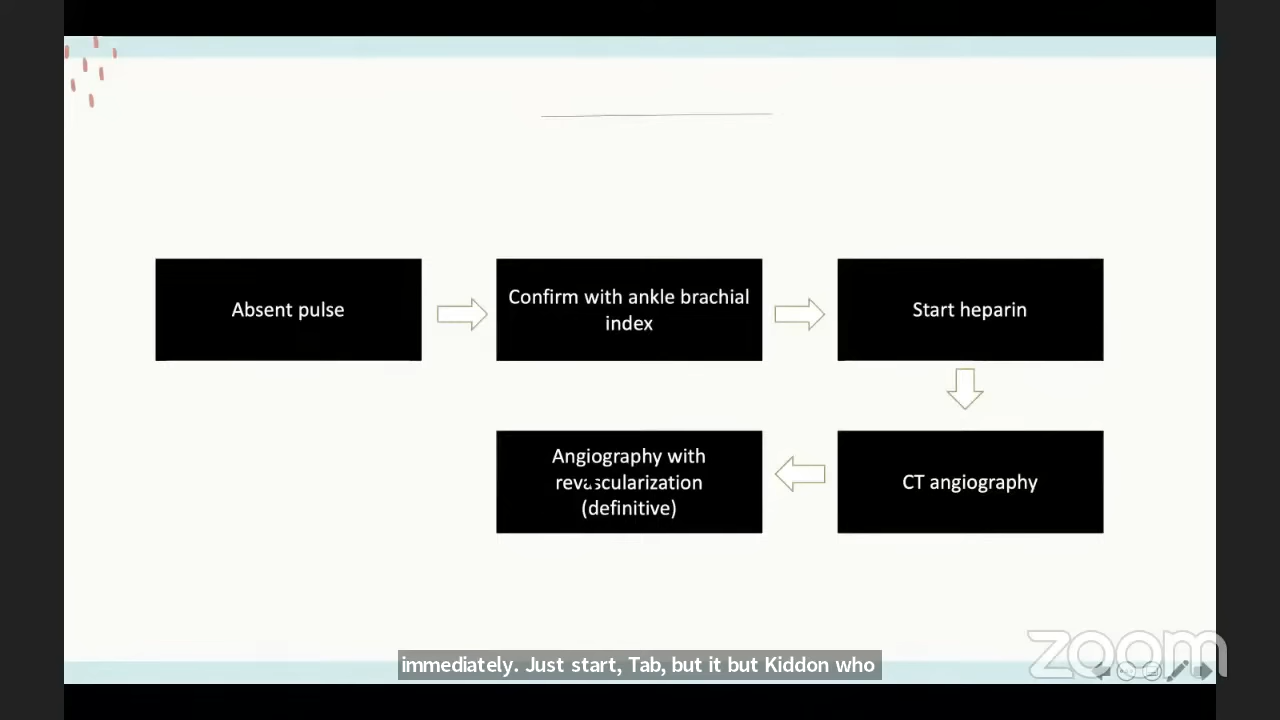 Absent pulse
Confirm with ankle brachial
index
Start heparin
Angiography with
revascularization
(definitive)
CT angiography
immediately. Just start, Tab, but it but Kiddon who
zoom